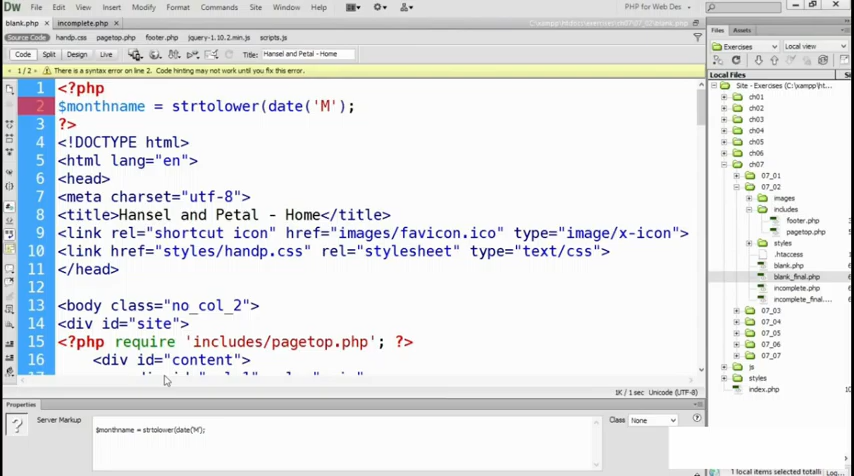 Dw File Edit View Insert Modify Format Commands Site Window Help PHP for Web Des
blank.php × incomplete.php ×
Source Code handp.css pagetop.php footer.php jquery-1.10.2.min.js scripts.js
Code Split Design Live Title: Hansel and Petal - Home
1 / 2 There is a syntax error on line 2. Code hinting may not work until you fix this error.
1 <?php
2 $monthname = strtolower(date('M');
3 ?>
4 <!DOCTYPE html>
5 <html lang="en">
6 <head>
7 <meta charset="utf-8">
8 <title>Hansel and Petal - Home</title>
9 <link rel="shortcut icon" href="images/favicon.ico" type="image/x-icon">
10 <link href="styles/handp.css" rel="stylesheet" type="text/css">
11 </head>
12
13 <body class="no_col_2">
14 <div id="site">
15 <?php require 'includes/pagetop.php'; ?>
16 <div id="content">
1K / 1 sec Unicode (UTF-8)
Properties
? Server Markup
$monthname = strtolower(date('M');
Class None
Files Assets
Exercises Local view
Local Files Size
Site - Exercises (C:\xampp\ht...
ch01
ch02
ch03
ch04
ch05
ch06
ch07
07_01
07_02
images
includes
footer.php
pagetop.php
styles
.htaccess
blank.php
blank_final.php
incomplete.php
incomplete_final....
07_03
07_04
07_05
07_06
07_07
js
styles
index.php
1 local items selected totalli